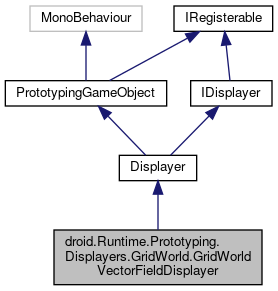 MonoBehaviour
IRegisterable
PrototypingGameObject
IDisplayer
Displayer
droid.Runtime.Prototyping.
Displayers.GridWorld.GridWorld
VectorFieldDisplayer